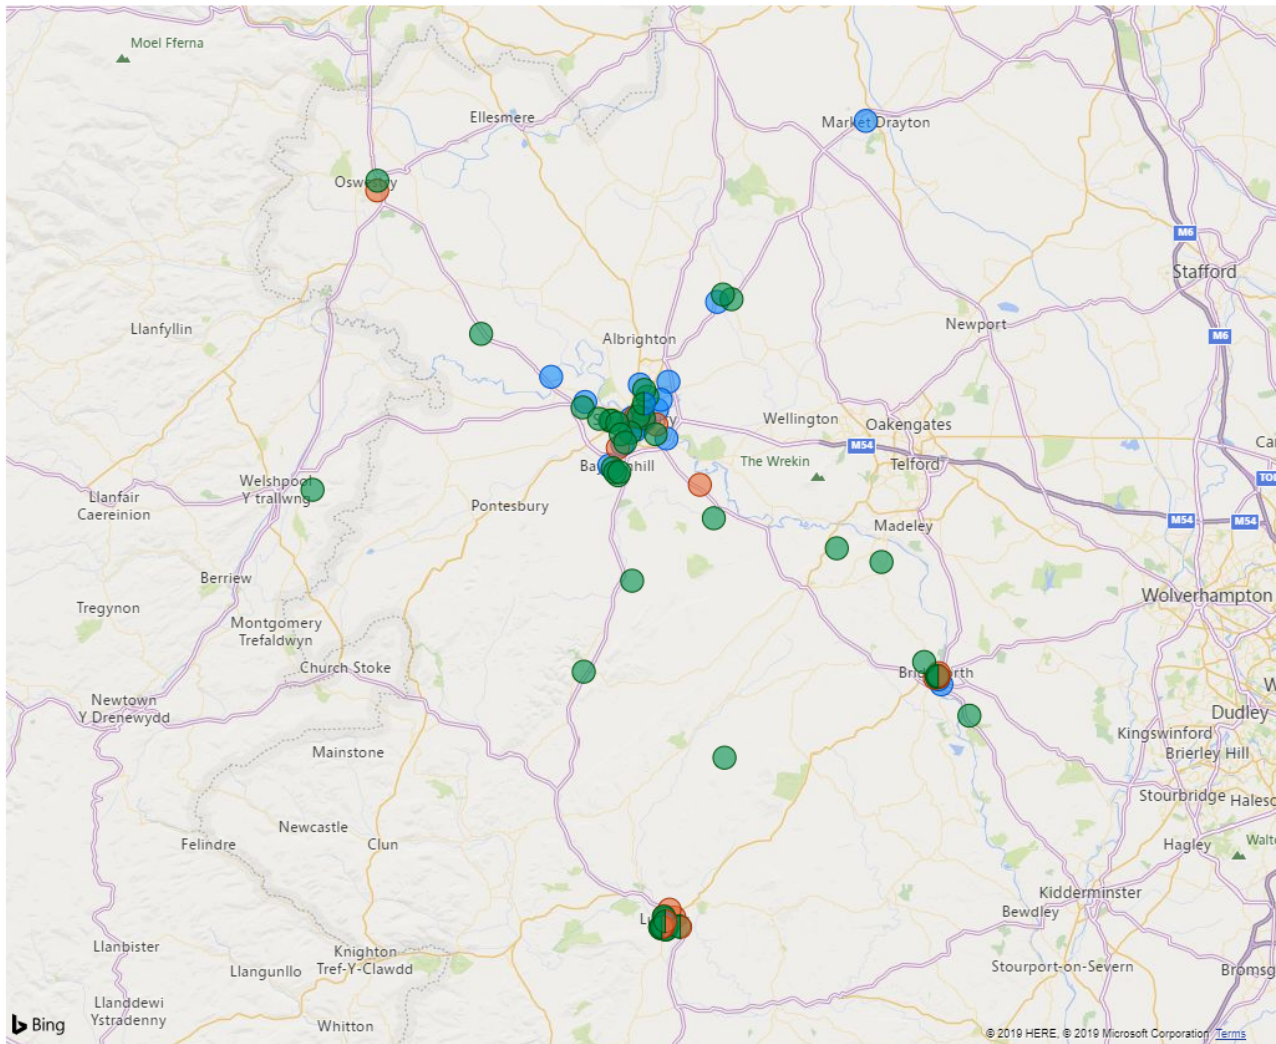 Moel Fferna
Ellesmere
Market Drayton
M6
Stafford
Llanfyllin
Newport
M6
Albrighton
Wellington
Oakengates
M54
Telford
The Wrekin
Welshpool
Y trallwng
Llanfair
Caereinion
Pontesbury
M54
M54
Madeley
Berriew
Tregynon
Wolverhampton
Montgomery
Trefaldwyn
Church Stoke
Newtown
Y Drenewydd
Dudley
Kingswinford
Mainstone
Brierley Hill
Stourbridge
Newcastle
Felindre
Clun
Hagley
Kidderminster
Bewdley
Llanbister
Knighton
Tref-Y-Clawdd
Llangunllo
Stourport-on-Severn
Llanddewi
Ystradenny
Whitton
Bing
© 2019 HERE, © 2019 Microsoft Corporation Terms